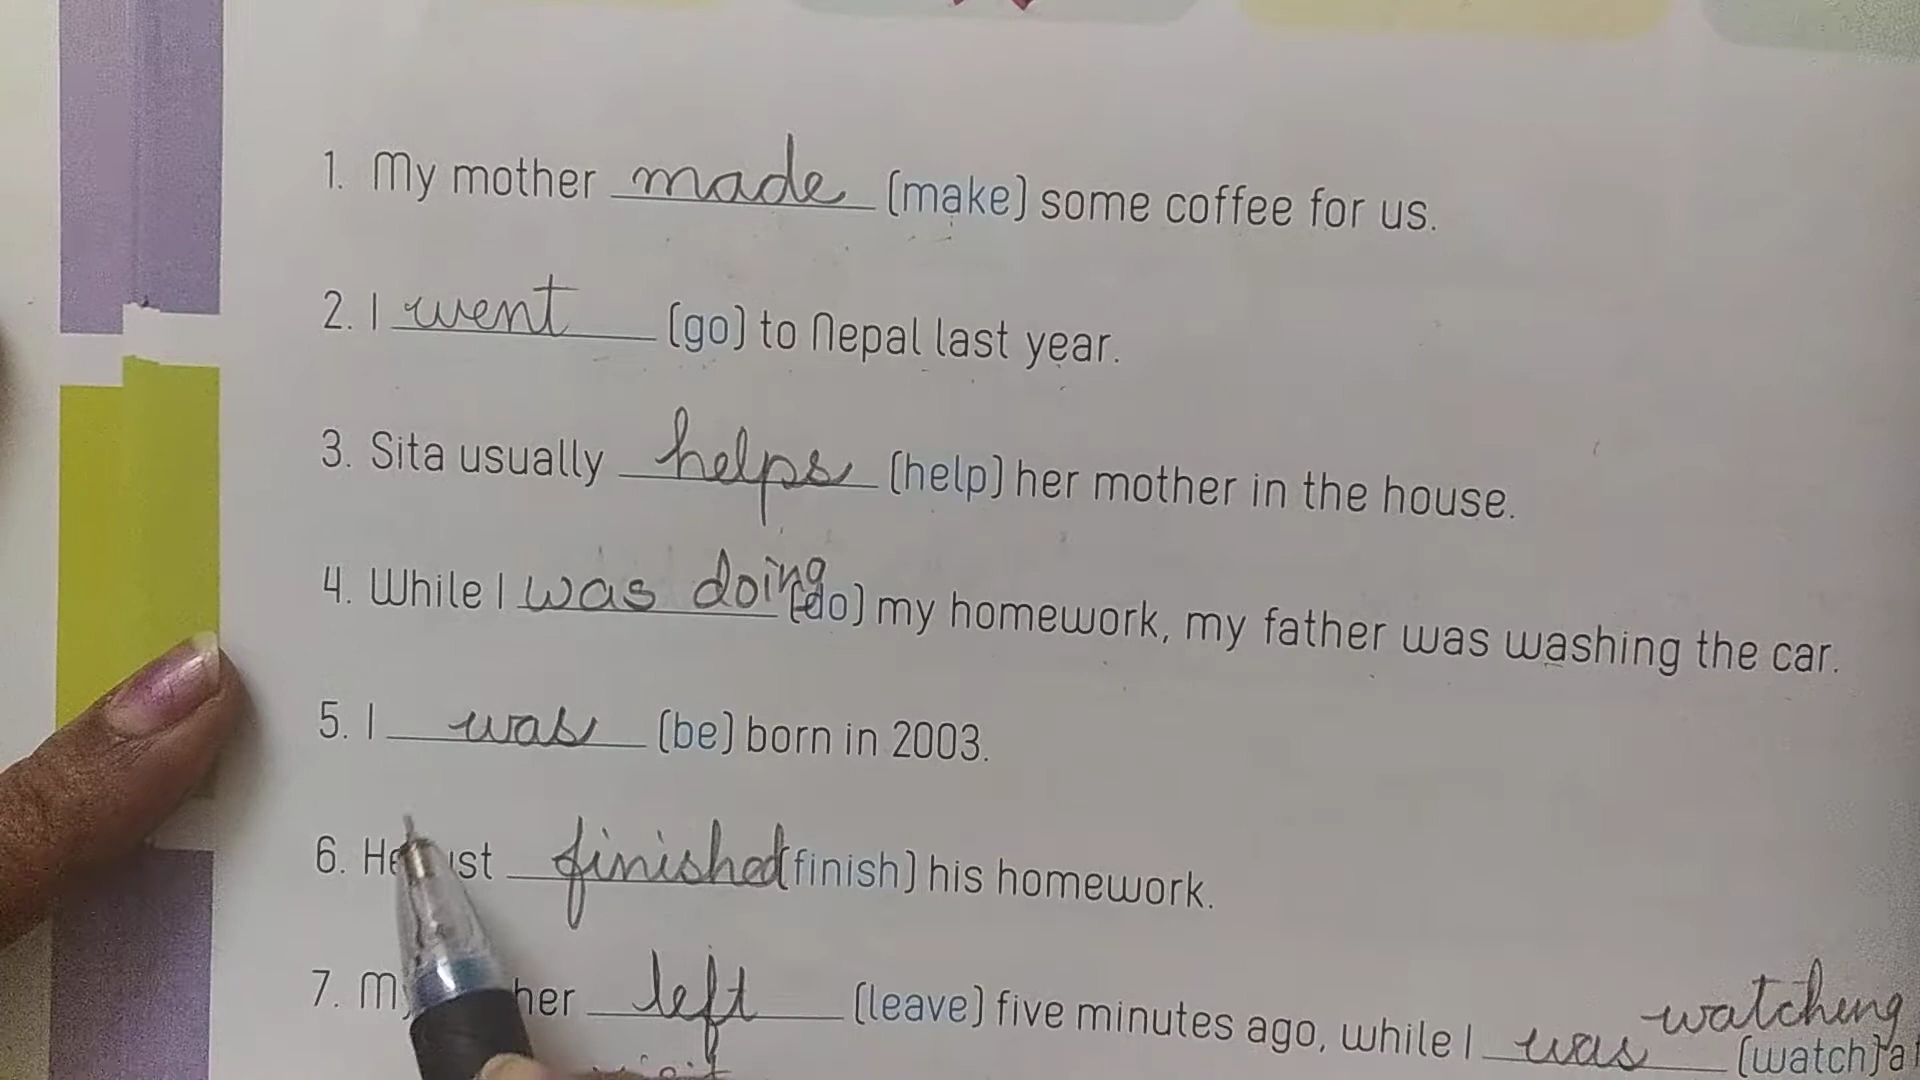 1. My mother made (make) some coffee for us.
2. I went (go) to Nepal last year.
3. Sita usually helps (help) her mother in the house.
4. While I was doing (do) my homework, my father was washing the car.
5. I was (be) born in 2003.
6. He finished (finish) his homework.
7. left (leave) five minutes ago, while I was watching (watch) a